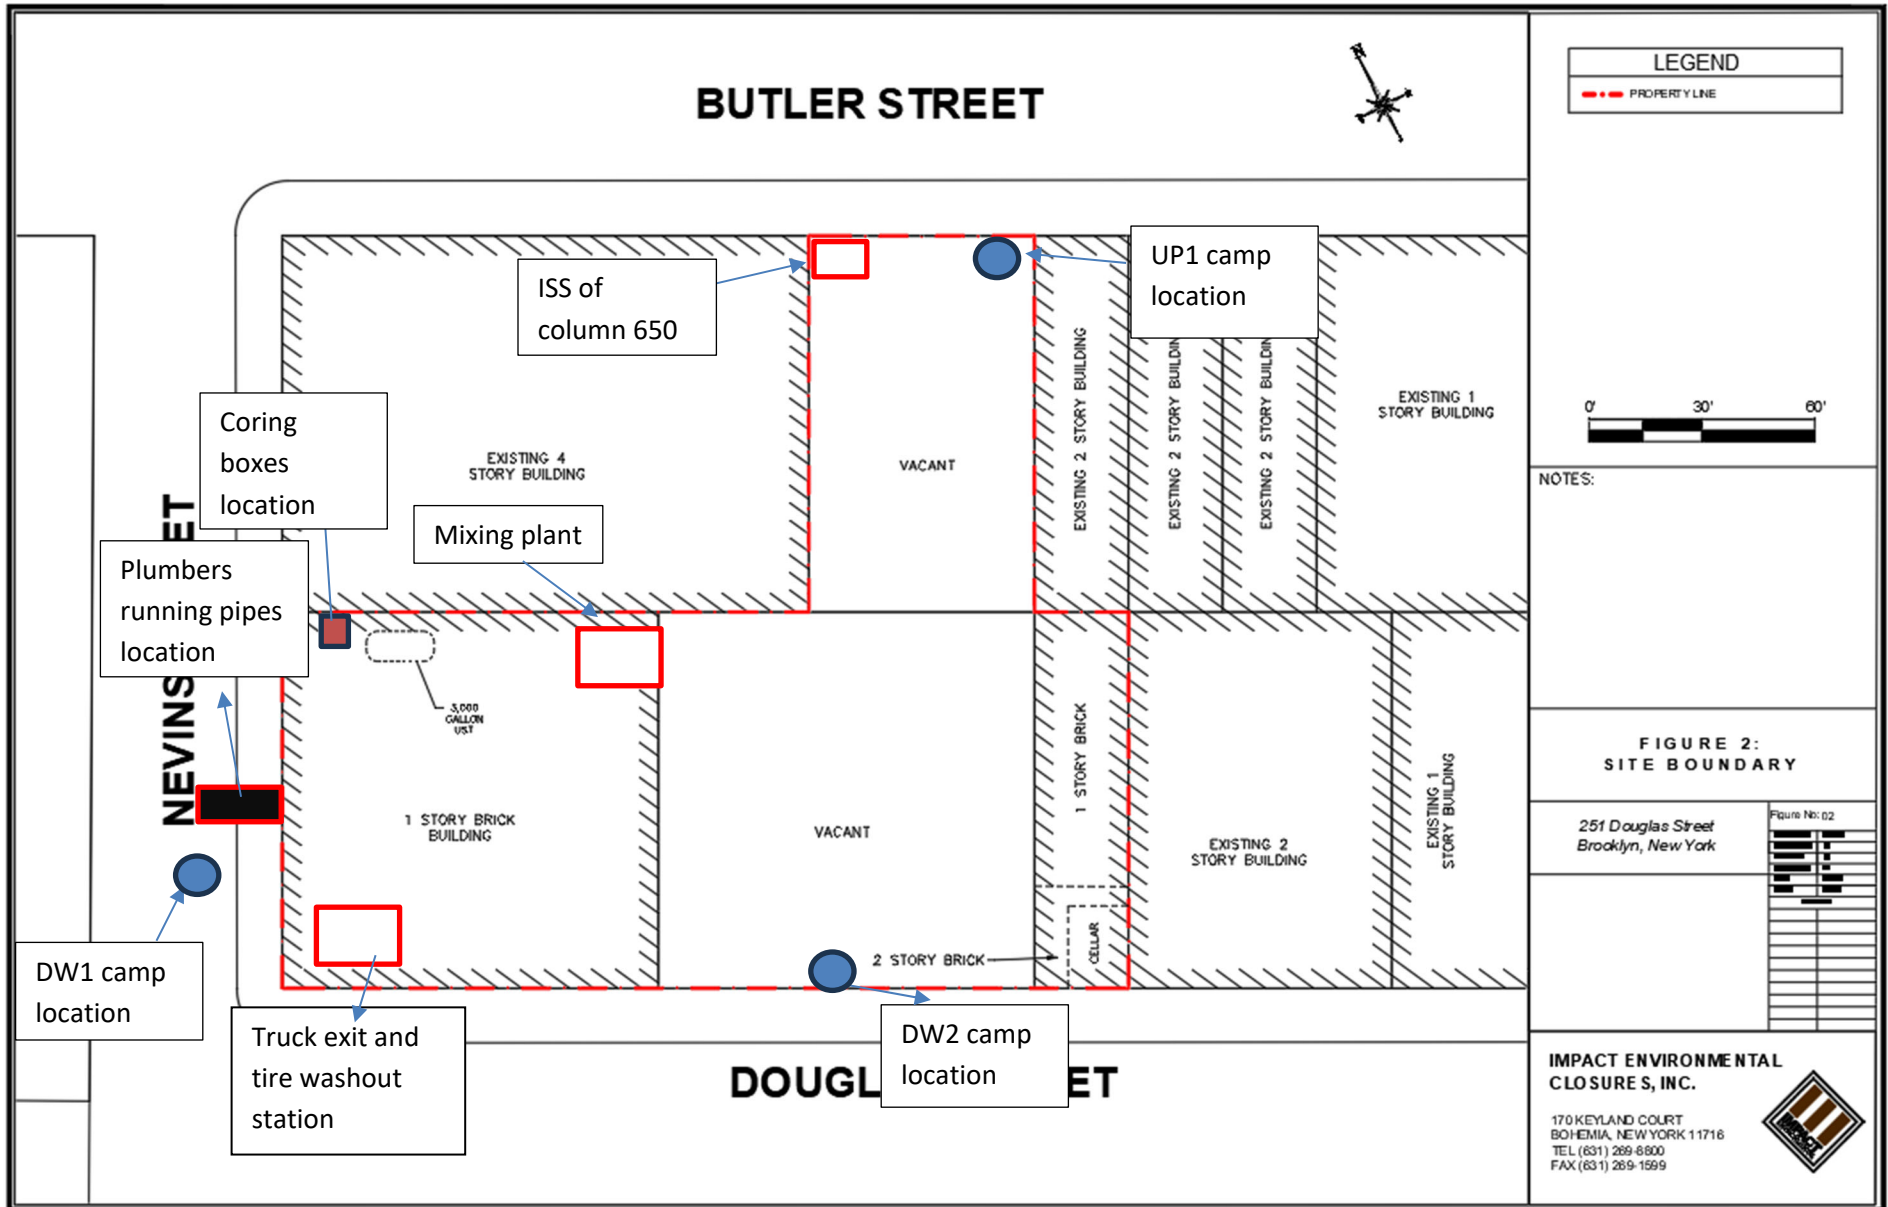 BUTLER STREET
N
LEGEND
PROPERTY LINE
ISS of
column 650
UP1 camp
location
Coring
boxes
location
EXISTING 4
STORY BUILDING
VACANT
EXISTING 2 STORY BUILDING
EXISTING 2 STORY BUILDIN
EXISTING 2 STORY BUILDIN
EXISTING 1
STORY BUILDING
0' 30' 60'
NOTES:
Mixing plant
Plumbers
running pipes
location
NEVINS ET
3,000
GALLON
UST
1 STORY BRICK
BUILDING
VACANT
1 STORY BRICK
EXISTING 2
STORY BUILDING
EXISTING 1
STORY BUILDING
2 STORY BRICK
CELLAR
DW1 camp
location
Truck exit and
tire washout
station
DW2 camp
location
DOUGL ET
FIGURE 2:
SITE BOUNDARY
251 Douglas Street
Brooklyn, New York
Figure No: 02
IMPACT ENVIRONMENTAL
CLOSURES, INC.
170 KEYLAND COURT
BOHEMIA, NEW YORK 11716
TEL (631) 269-8800
FAX (631) 269-1599
IMPACT